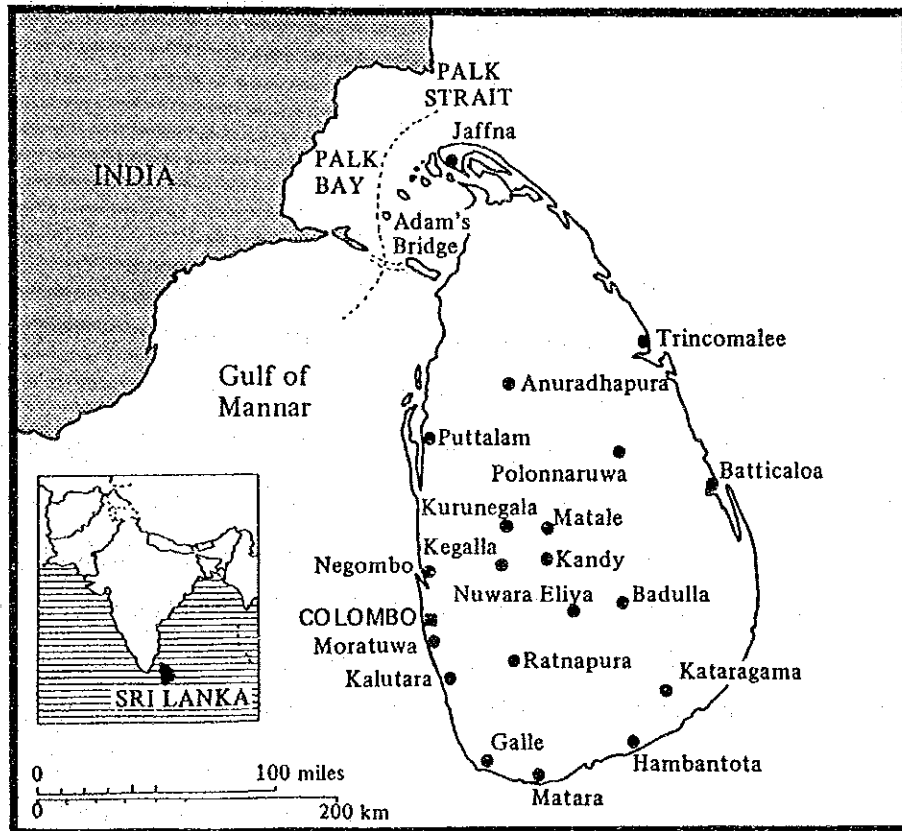 PALK
STRAIT
Jaffna
INDIA
PALK
BAY
Adam's
Bridge
Trincomalee
Gulf of
Mannar
Anuradhapura
Puttalam
Polonnaruwa
Batticaloa
Kurunegala
Matale
Kegalla
Kandy
Negombo
Nuwara Eliya
Badulla
COLOMBO
Moratuwa
Ratnapura
Kalutara
Kataragama
SRI LANKA
Galle
Hambantota
Matara
0 100 miles
0 200 km